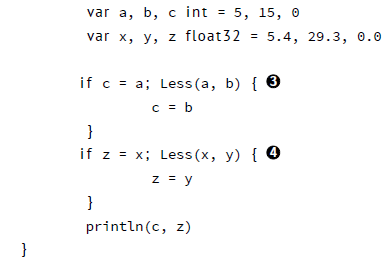 var a, b, c int = 5, 15, 0
var x, y, z float32 = 5.4, 29.3, 0.0
if c = a; Less(a, b) { ❸
c = b
}
if z = x; Less(x, y) { ❹
z = y
}
println(c, z)
}